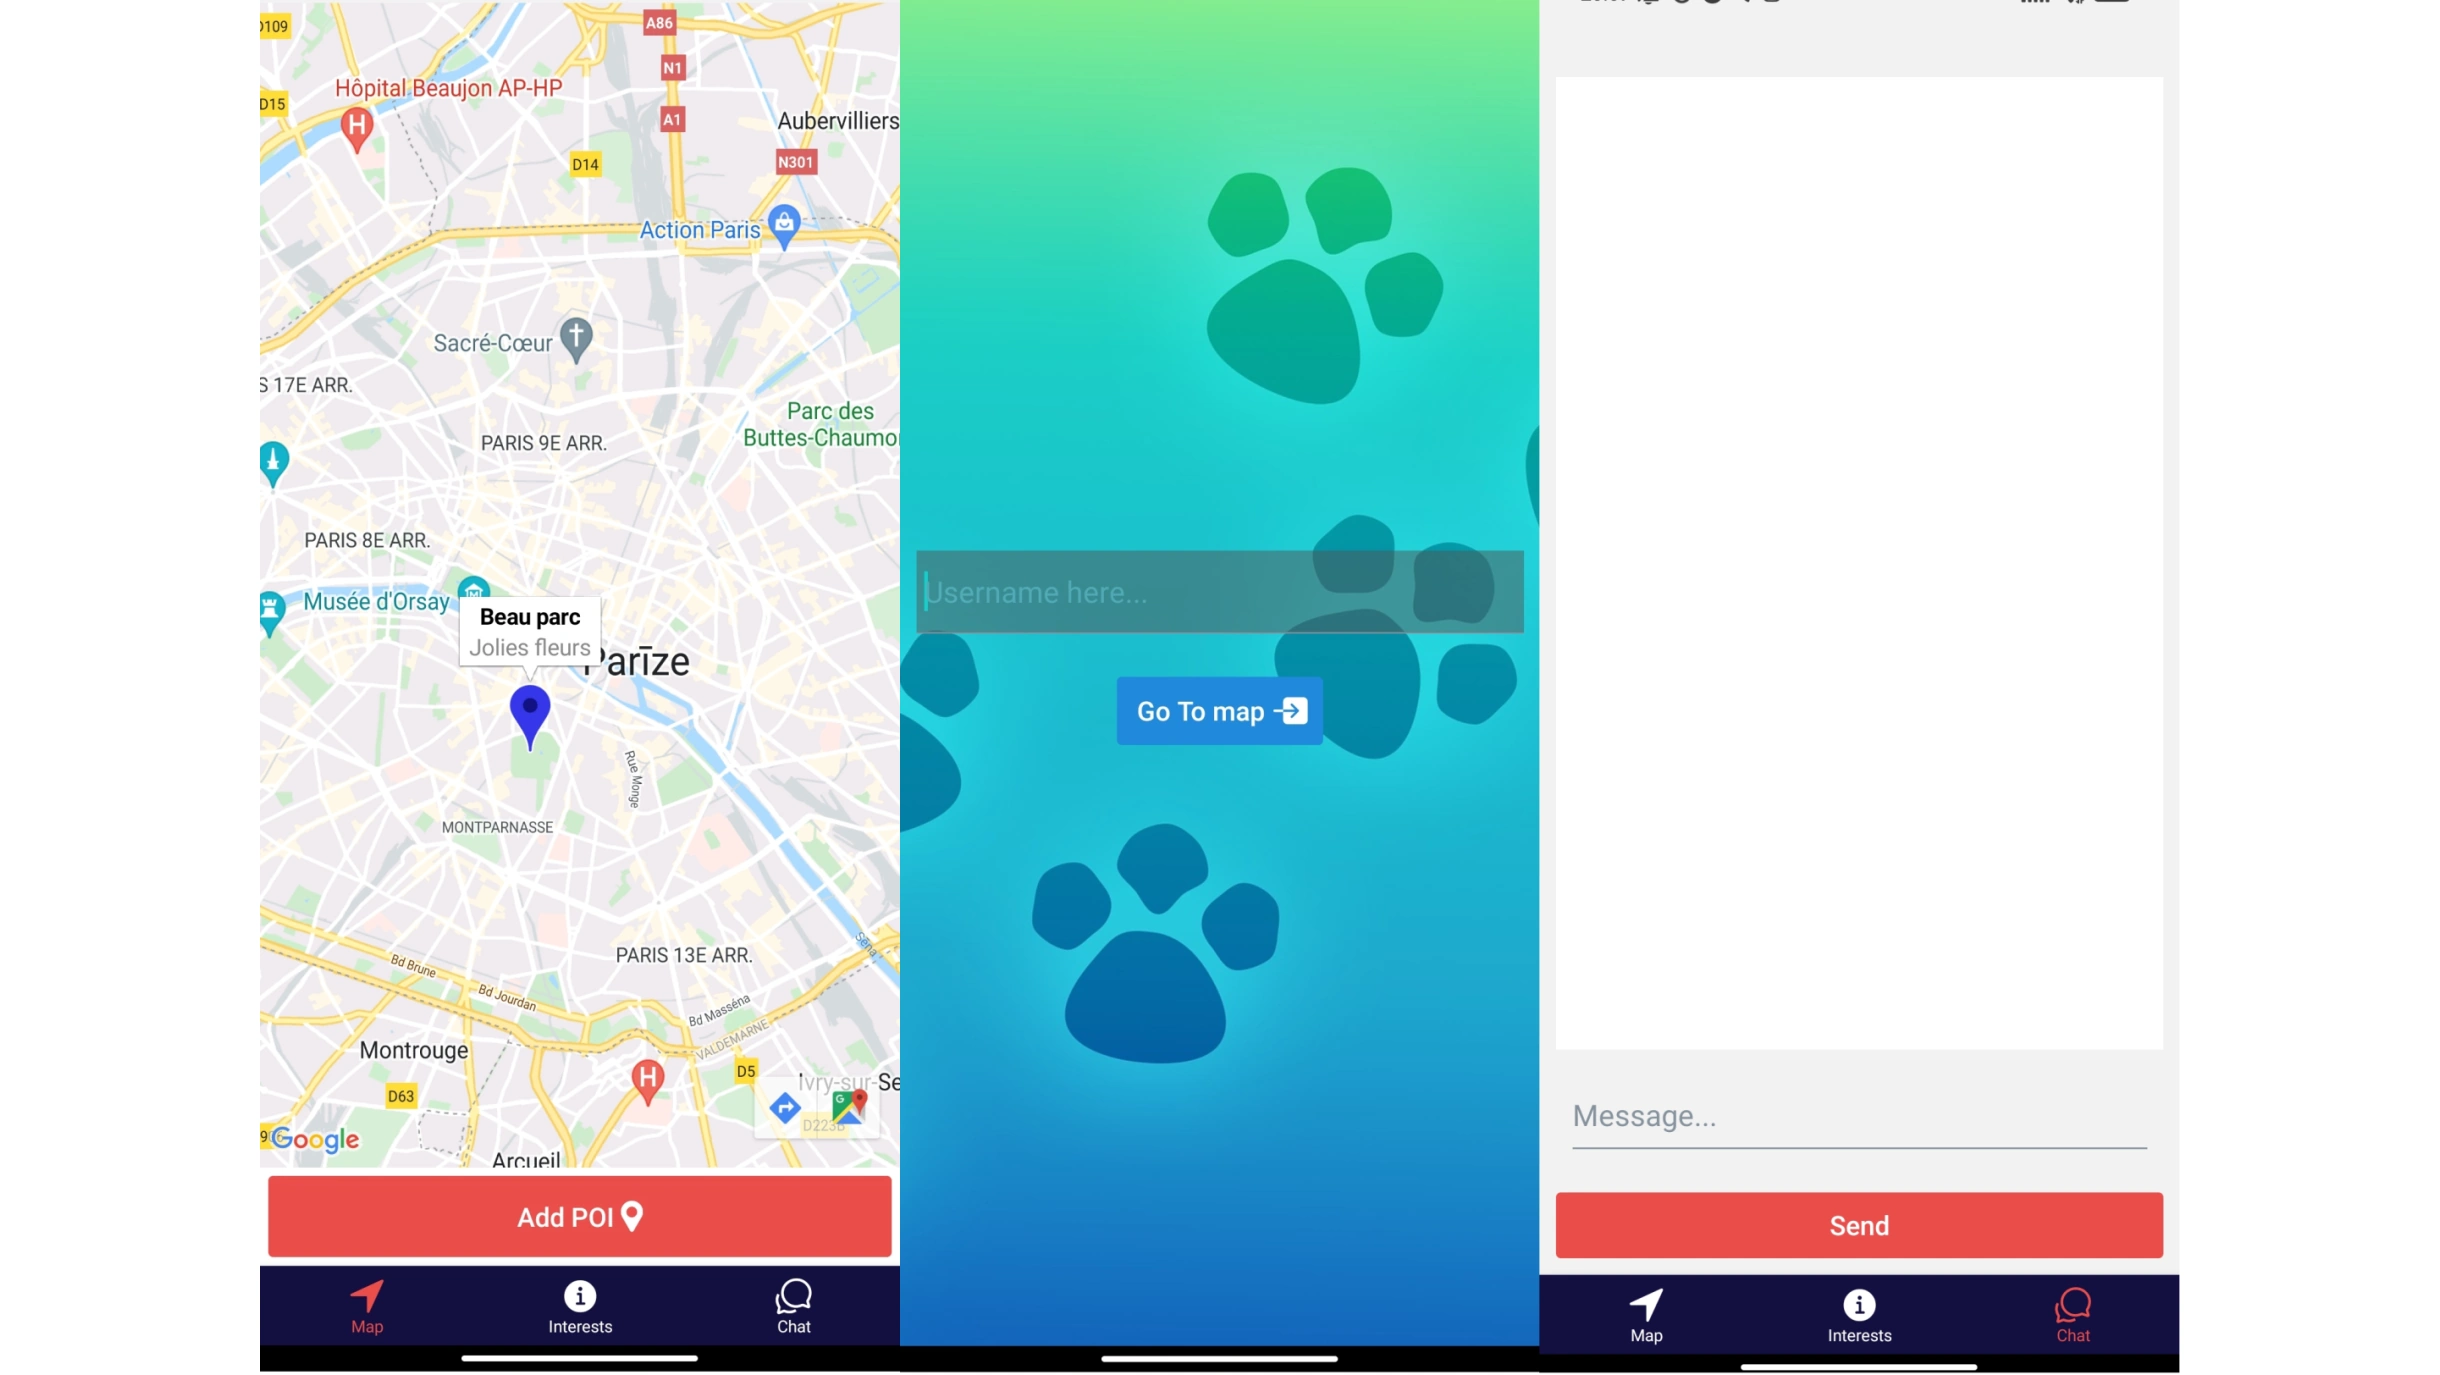 D109
A86
N1
Hôpital Beaujon AP-HP
D15
A1
Aubervilliers
D14
N301
Action Paris
Sacré-Cœur
S 17E ARR.
Parc des
Buttes-Chaumo
PARIS 9E ARR.
PARIS 8E ARR.
Musée d'Orsay
Beau parc
Jolies fleurs
Parīze
Rue Monge
MONTPARNASSE
Sēna
PARIS 13E ARR.
Bd Brune
Bd Jourdan
Bd Masséna
VALDEMARNE
Montrouge
D5
Ivry-sur-Se
D63
D223B
Google
Arcueil
Add POI
Map
Interests
Chat
Username here...
Go To map
Message...
Send
Map
Interests
Chat